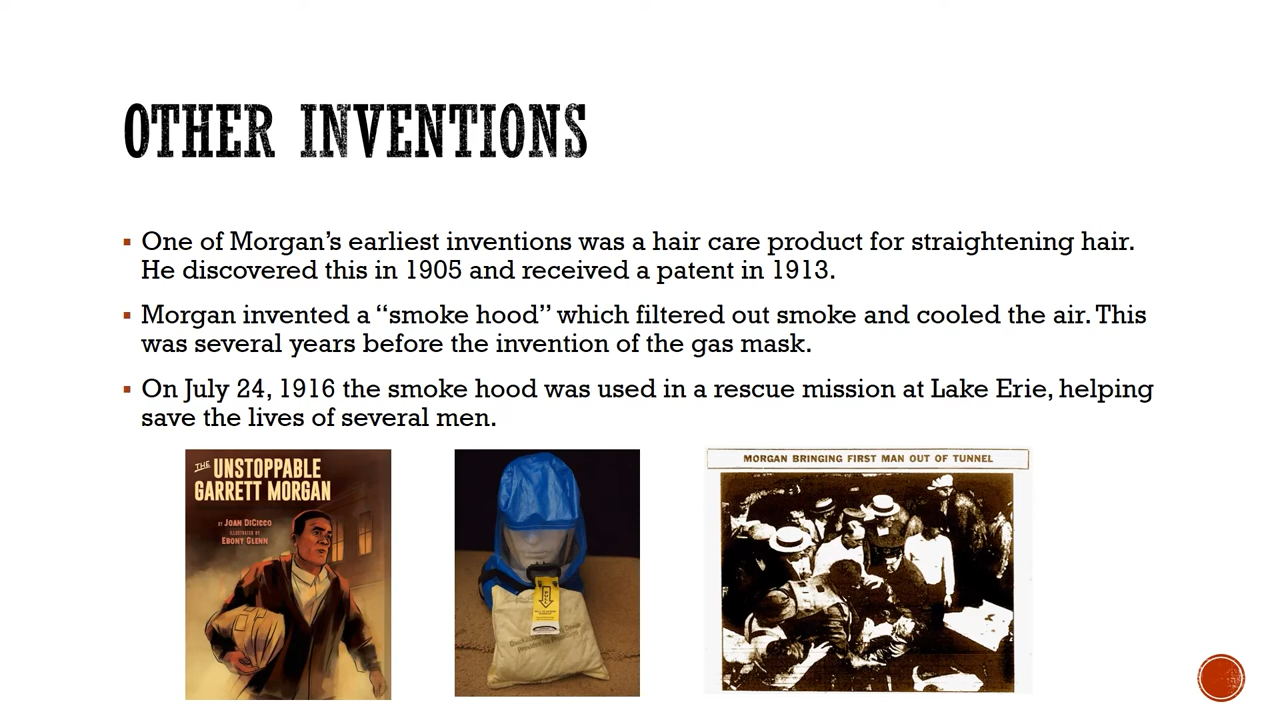 OTHER INVENTIONS
▪ One of Morgan’s earliest inventions was a hair care product for straightening hair.
He discovered this in 1905 and received a patent in 1913.
▪ Morgan invented a “smoke hood” which filtered out smoke and cooled the air. This
was several years before the invention of the gas mask.
▪ On July 24, 1916 the smoke hood was used in a rescue mission at Lake Erie, helping
save the lives of several men.
THE UNSTOPPABLE
GARRETT MORGAN
BY JOAN DICICCO
ILLUSTRATED BY
EBONY GLENN
MORGAN BRINGING FIRST MAN OUT OF TUNNEL